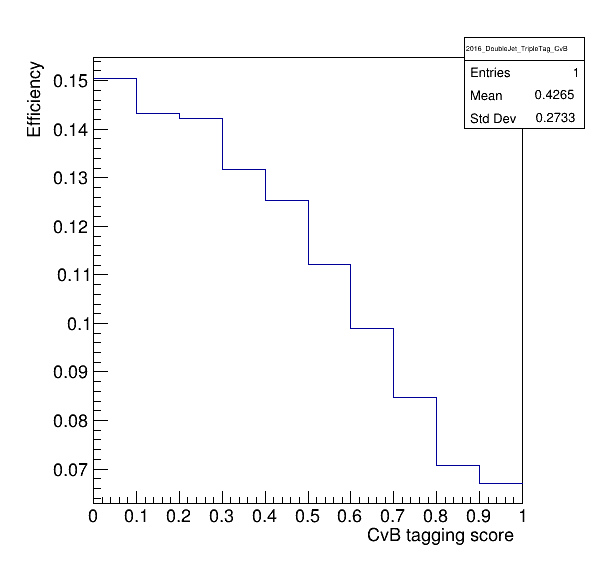 2016_DoubleJet_TripleTag_CvB
Entries 1
Mean 0.4265
Std Dev 0.2733
Efficiency
0.15
0.14
0.13
0.12
0.11
0.1
0.09
0.08
0.07
0 0.1 0.2 0.3 0.4 0.5 0.6 0.7 0.8 0.9 1
CvB tagging score